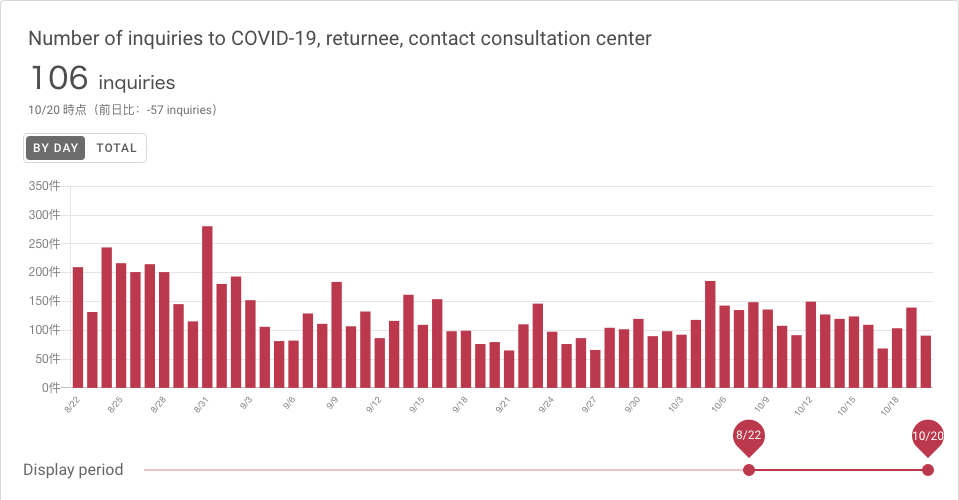 Number of inquiries to COVID-19, returnee, contact consultation center
106 inquiries
10/20 時点（前日比：-57 inquiries）
BY DAY TOTAL
350件
300件
250件
200件
150件
100件
50件
0件
8/22 8/25 8/28 8/31 9/3 9/6 9/9 9/12 9/15 9/18 9/21 9/24 9/27 9/30 10/3 10/6 10/9 10/12 10/15 10/18
8/22 10/20
Display period